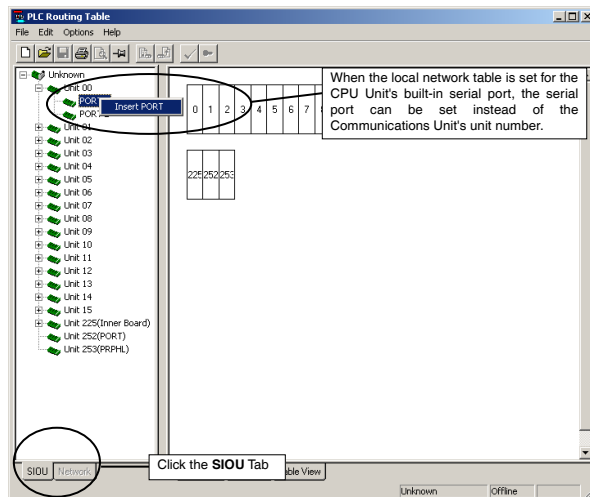 PLC Routing Table
File Edit Options Help
Unknown
Unit 00
POR
Insert PORT
POR
Unit 01
Unit 02
Unit 03
Unit 04
Unit 05
Unit 06
Unit 07
Unit 08
Unit 09
Unit 10
Unit 11
Unit 12
Unit 13
Unit 14
Unit 15
Unit 225(Inner Board)
Unit 252(PORT)
Unit 253(PRPHL)
0 1 2 3 4 5 6 7
225 252 253
When the local network table is set for the
CPU Unit's built-in serial port, the serial
port can be set instead of the
Communications Unit's unit number.
SIOU Network
Click the SIOU Tab
ble View
Unknown Offline